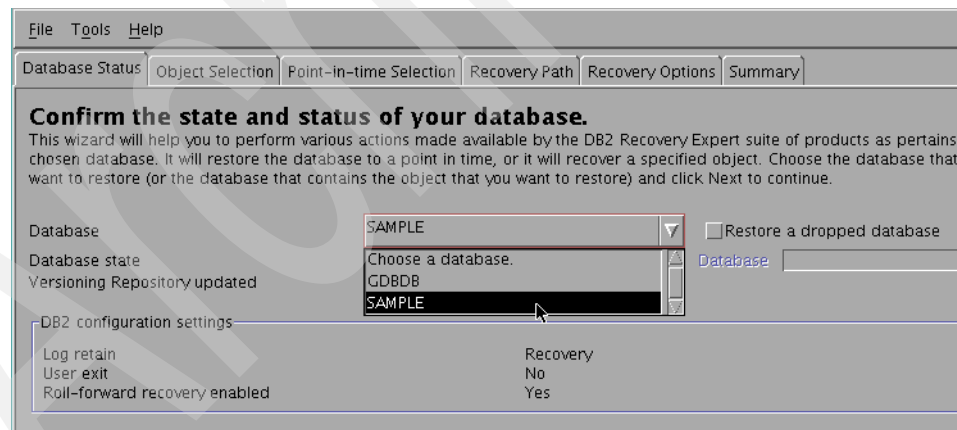 File Tools Help
Database Status Object Selection Point-in-time Selection Recovery Path Recovery Options Summary
Confirm the state and status of your database.
This wizard will help you to perform various actions made available by the DB2 Recovery Expert suite of products as pertains
chosen database. It will restore the database to a point in time, or it will recover a specified object. Choose the database that
want to restore (or the database that contains the object that you want to restore) and click Next to continue.
Database SAMPLE Restore a dropped database
Database state Choose a database. Database
Versioning Repository updated GDBDB
SAMPLE
DB2 configuration settings
Log retain Recovery
User exit No
Roll-forward recovery enabled Yes